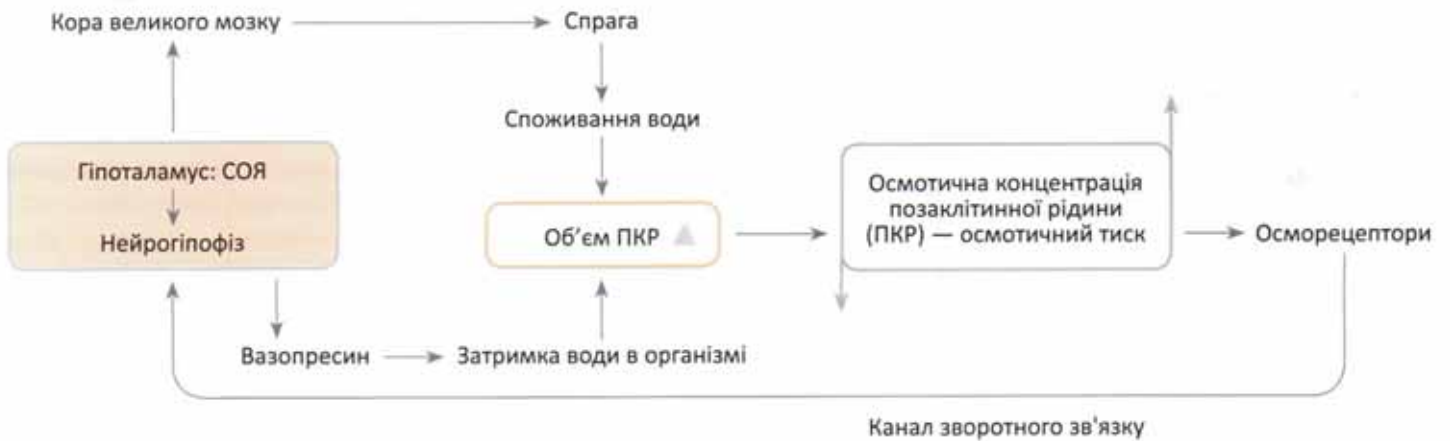 Кора великого мозку
Спрага
Споживання води
Гіпоталамус: СОЯ
Нейрогіпофіз
Об’єм ПКР
Осмотична концентрація
позаклітинної рідини
(ПКР) — осмотичний тиск
Осморецептори
Вазопресин
Затримка води в організмі
Канал зворотного зв'язку